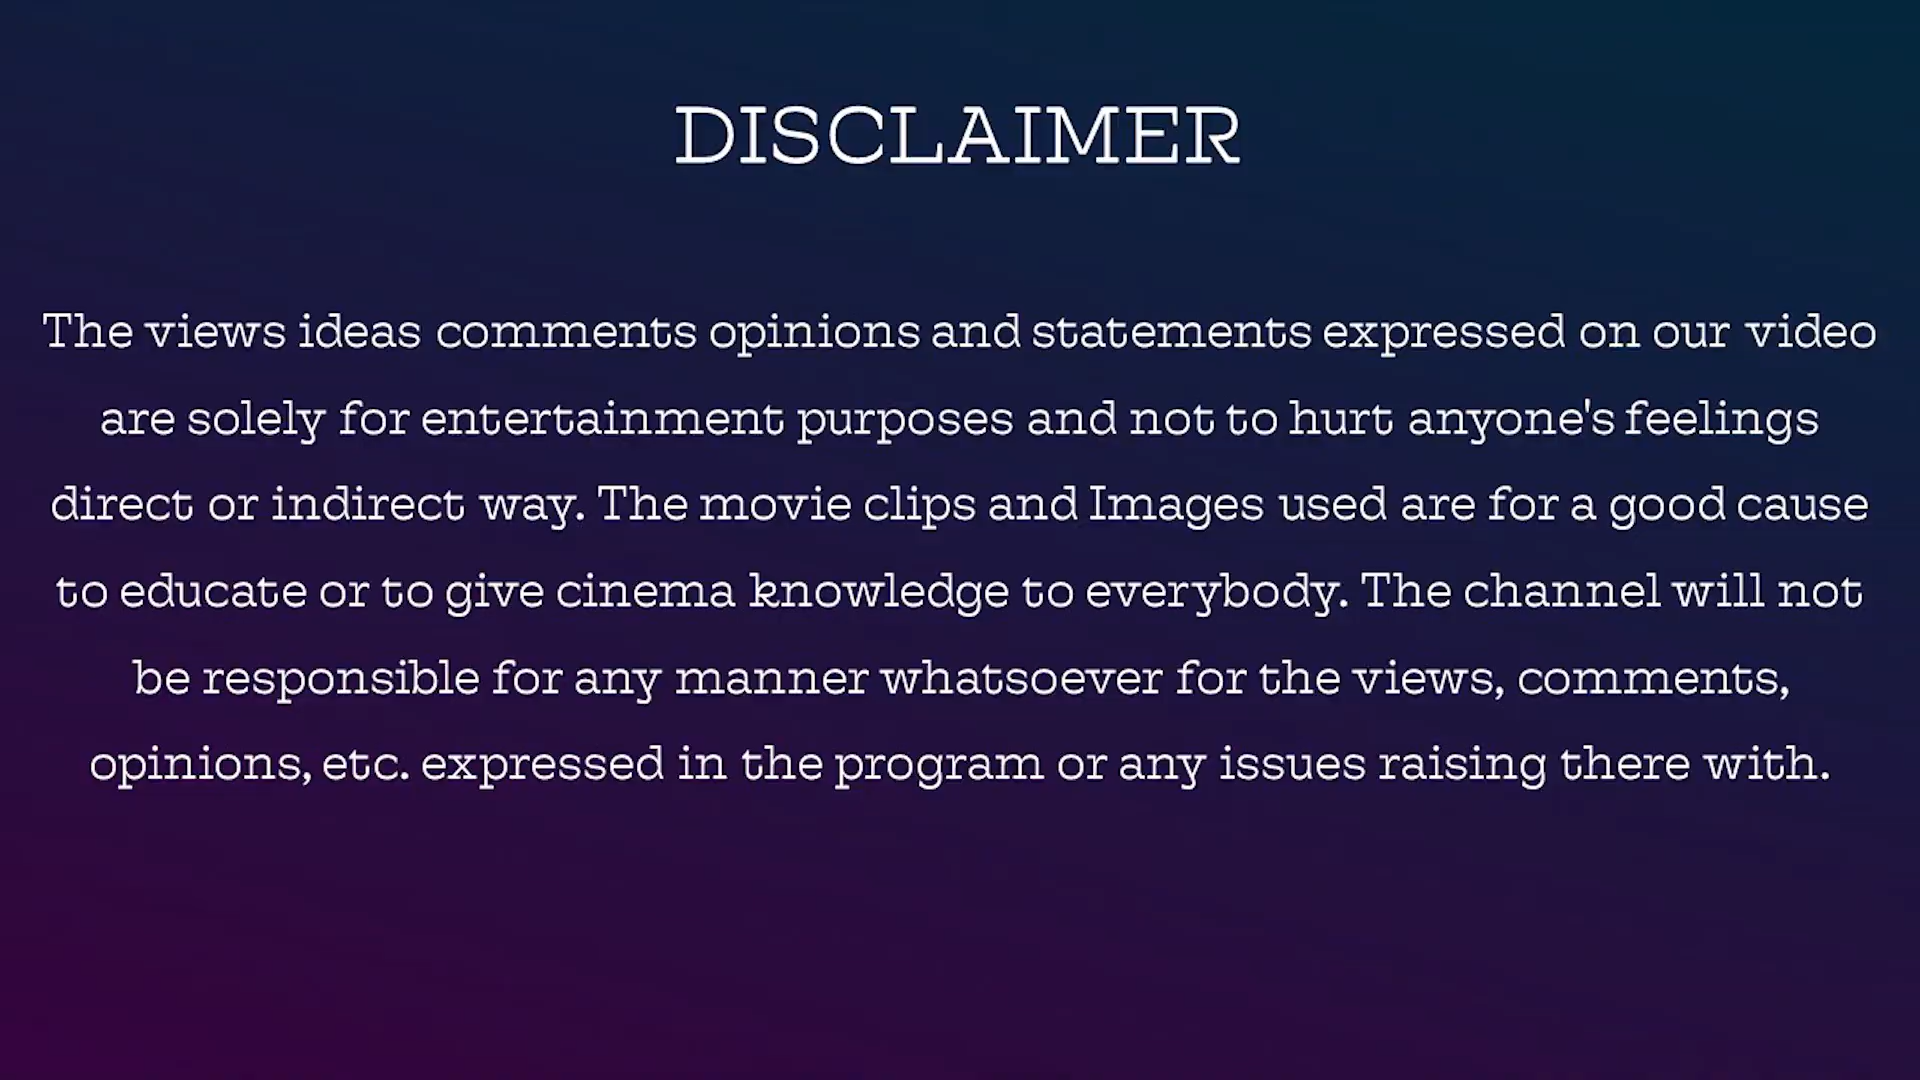 DISCLAIMER
The views ideas comments opinions and statements expressed on our video
are solely for entertainment purposes and not to hurt anyone's feelings
direct or indirect way. The movie clips and Images used are for a good cause
to educate or to give cinema knowledge to everybody. The channel will not
be responsible for any manner whatsoever for the views, comments,
opinions, etc. expressed in the program or any issues raising there with.